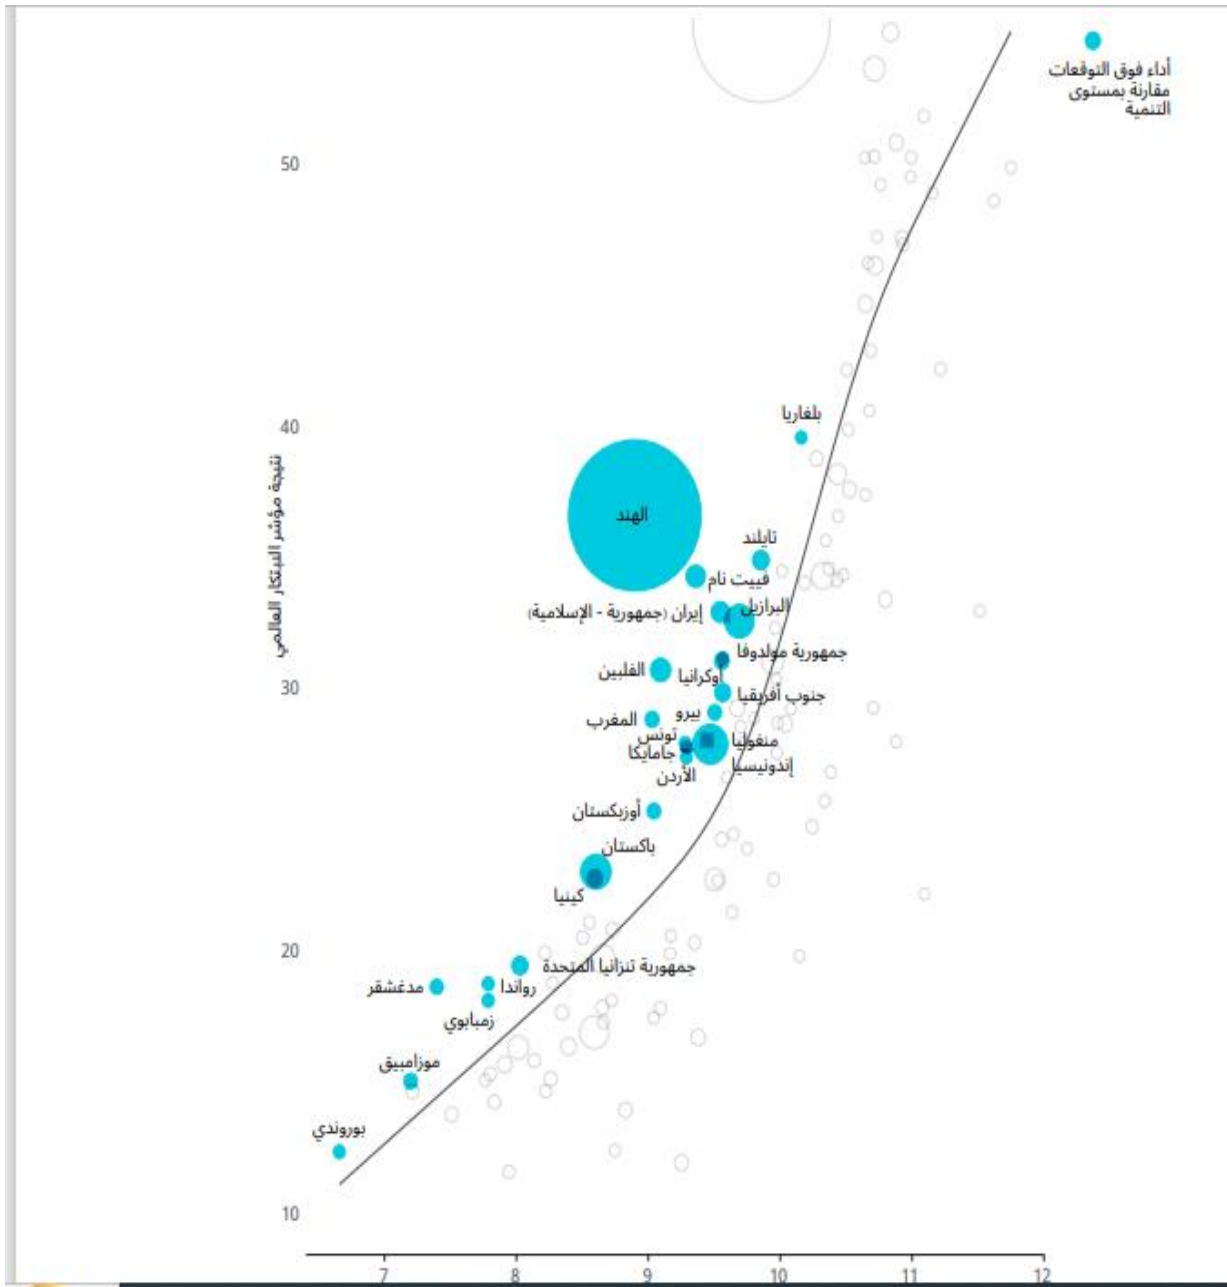 أداء فوق التوقعات
مقارنة بمستوى
التنمية
50
40
30
20
10
نتيجة مؤشر الابتكار العالمي
بلغاريا
الهند
تايلند
فييت نام
البرازيل
إيران (جمهورية - الإسلامية)
جمهورية مولدوفا
الفلبين
أوكرانيا
جنوب أفريقيا
بيرو
المغرب
تونس
منغوليا
جامايكا
إندونيسيا
الأردن
أوزبكستان
باكستان
كينيا
جمهورية تنزانيا المتحدة
مدغشقر
رواندا
زمبابوي
موزامبيق
بوروندي
7 8 9 10 11 12